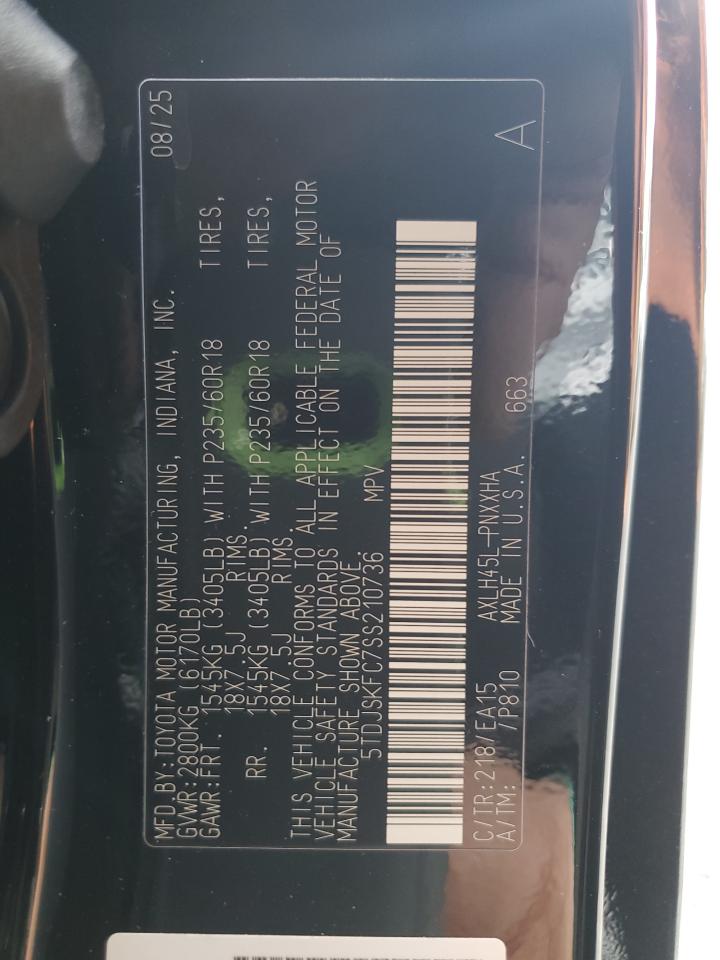 08/25
MFD.BY:TOYOTA MOTOR MANUFACTURING, INDIANA, INC.
GVWR:2800KG (6170LB)
GAWR:FRT. 1545KG (3405LB) WITH P235/60R18 TIRES,
18X7.5J RIMS.
RR. 1545KG (3405LB) WITH P235/60R18 TIRES,
18X7.5J RIMS.
THIS VEHICLE CONFORMS TO ALL APPLICABLE FEDERAL MOTOR
VEHICLE SAFETY STANDARDS IN EFFECT ON THE DATE OF
MANUFACTURE SHOWN ABOVE.
5TDJSKFC7SS210736 MPV
C/TR:218/EA15 AXLH45L-PNXXHA
A/TM: /P810 MADE IN U.S.A. 663
A